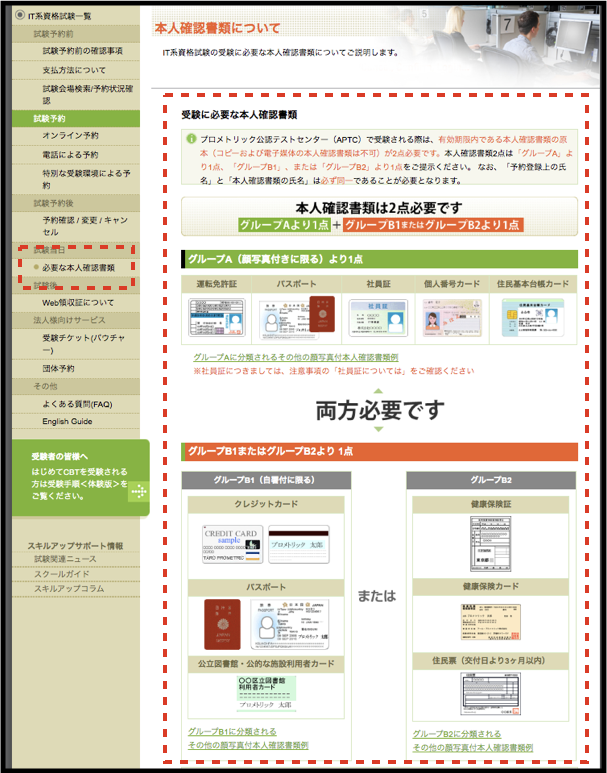 IT系資格試験一覧
試験予約前
試験予約前の確認事項
支払方法について
試験会場検索/予約状況確
認
試験予約
オンライン予約
電話による予約
特別な受験環境による予
約
試験予約後
予約確認 / 変更 / キャン
セル
試験当日
必要な本人確認書類
試験後
Web領収証について
法人様向けサービス
受験チケット(バウチャ
ー)
団体予約
その他
よくある質問(FAQ)
English Guide
受験者の皆様へ
はじめてCBTを受験される
方は受験手順<体験版>を
ご覧ください。
スキルアップサポート情報
試験関連ニュース
スクールガイド
スキルアップコラム
本人確認書類について
IT系資格試験の受験に必要な本人確認書類についてご説明します。
受験に必要な本人確認書類
プロメトリック公認テストセンター（APTC）で受験される際は、有効期限内である本人確認書類の原
本（コピーおよび電子媒体の本人確認書類は不可）が2点必要です。本人確認書類2点は「グループA」よ
り1点、「グループB1」、または「グループB2」より1点をご提示ください。 なお、「予約登録上の氏
名」と「本人確認書類の氏名」は必ず同一であることが必要となります。
本人確認書類は2点必要です
グループAより1点 + グループB1またはグループB2より1点
グループA（顔写真付きに限る）より1点
運転免許証 パスポート 社員証 個人番号カード 住民基本台帳カード
社員証
グループAに分類されるその他の顔写真付本人確認書類例
※社員証につきましては、注意事項の「社員証については」をご確認ください
両方必要です
グループB1またはグループB2より 1点
グループB1（自署付に限る）
クレジットカード
CREDIT CARD
sample
TARO PROMETRIC
プロメトリック 太郎
パスポート
プロメトリック 太郎
公立図書館・公的な施設利用者カード
〇〇区立図書館
利用者カード
プロメトリック 太郎
グループB1に分類される
その他の顔写真付本人確認書類例
または
グループB2
健康保険証
健康保険カード
住民票（交付日より3ヶ月以内）
グループB2に分類される
その他の顔写真付本人確認書類例